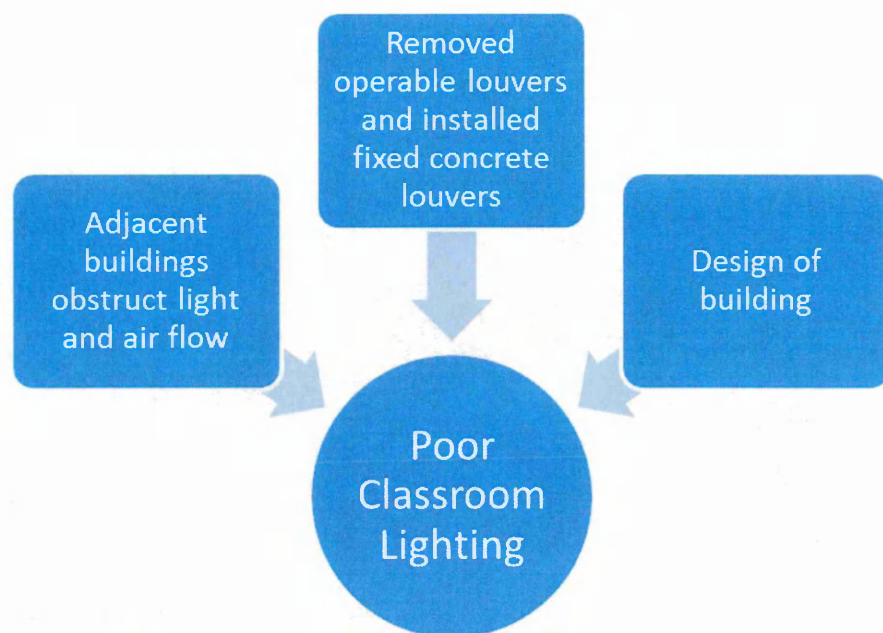 Removed
operable louvers
and installed
fixed concrete
louvers
Adjacent
buildings
obstruct light
and air flow
Design of
building
Poor
Classroom
Lighting